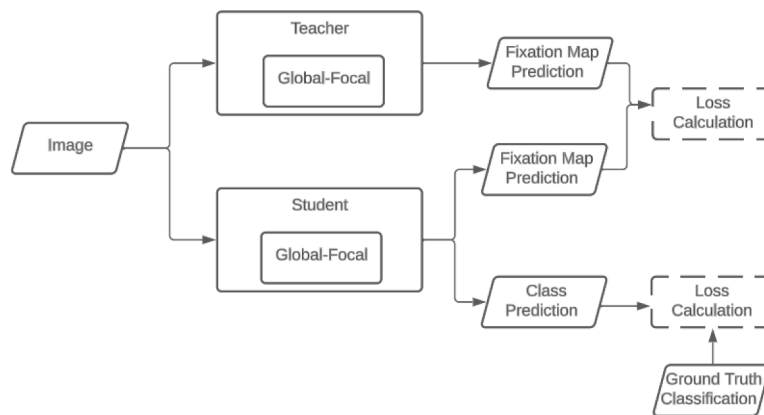 Teacher
Global-Focal
Fixation Map
Prediction
Loss
Calculation
Image
Fixation Map
Prediction
Student
Global-Focal
Class
Prediction
Loss
Calculation
Ground Truth
Classification